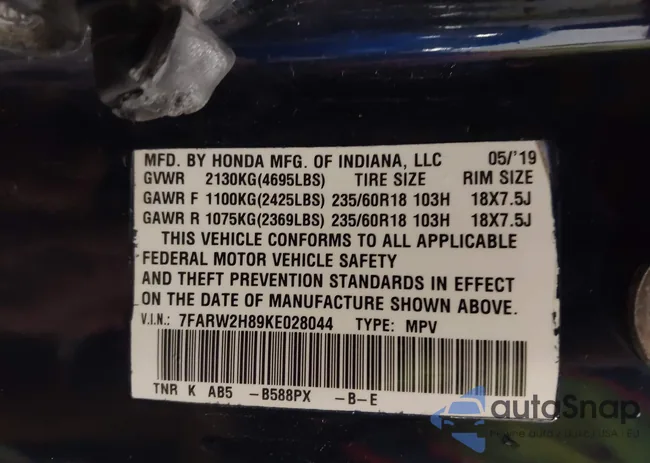 MFD. BY HONDA MFG. OF INDIANA, LLC 05/'19
GVWR 2130KG(4695LBS) TIRE SIZE RIM SIZE
GAWR F 1100KG(2425LBS) 235/60R18 103H 18X7.5J
GAWR R 1075KG(2369LBS) 235/60R18 103H 18X7.5J
THIS VEHICLE CONFORMS TO ALL APPLICABLE
FEDERAL MOTOR VEHICLE SAFETY
AND THEFT PREVENTION STANDARDS IN EFFECT
ON THE DATE OF MANUFACTURE SHOWN ABOVE.
V.I.N.: 7FARW2H89KE028044 TYPE: MPV
TNR K AB5 -B588PX -B-E
autoSnap